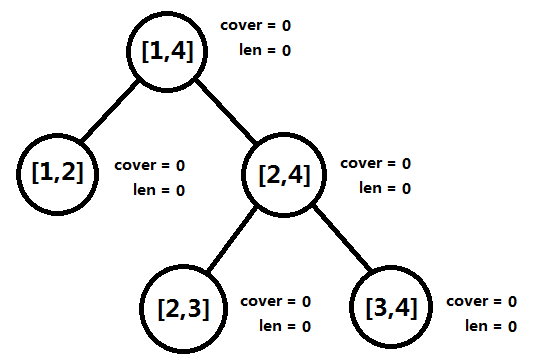 [1,4]
cover = 0
len = 0
[1,2]
cover = 0
len = 0
[2,4]
cover = 0
len = 0
[2,3]
cover = 0
len = 0
[3,4]
cover = 0
len = 0